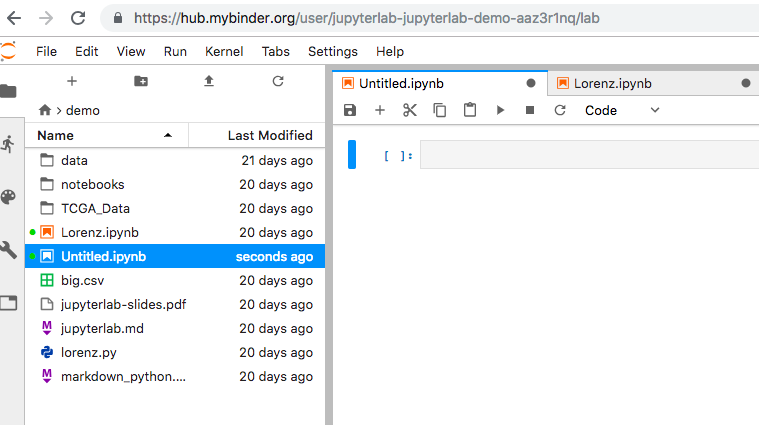 https://hub.mybinder.org/user/jupyterlab-jupyterlab-demo-aaz3r1nq/lab
File Edit View Run Kernel Tabs Settings Help
Untitled.ipynb Lorenz.ipynb
Code
demo
Name Last Modified
[ ]:
data 21 days ago
notebooks 20 days ago
TCGA_Data 20 days ago
Lorenz.ipynb 20 days ago
Untitled.ipynb seconds ago
big.csv 20 days ago
jupyterlab-slides.pdf 20 days ago
M jupyterlab.md 20 days ago
lorenz.py 20 days ago
M markdown_python.... 20 days ago